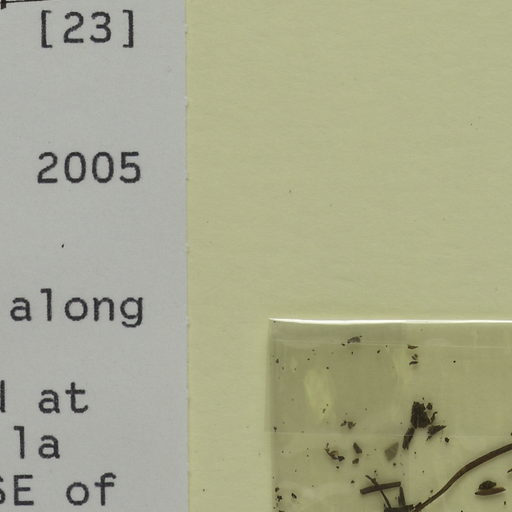 [23]
2005
along
at
la
SE of